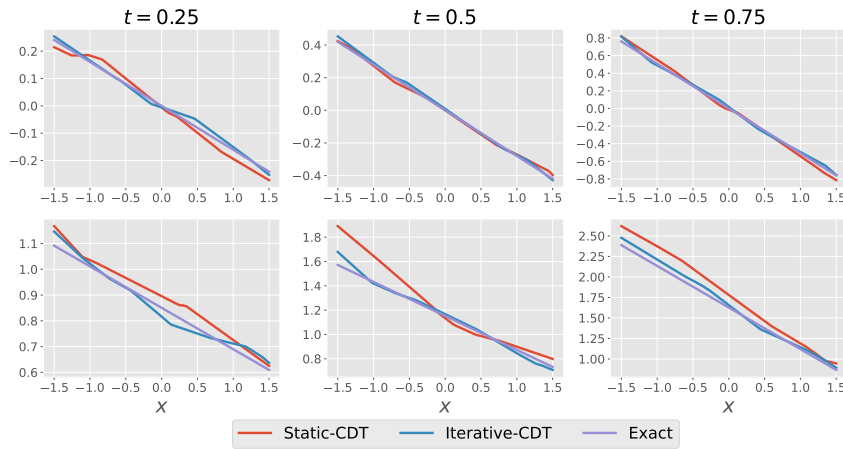 t = 0.25 t = 0.5 t = 0.75
0.2 0.1 0.0 −0.1 −0.2
−1.5 −1.0 −0.5 0.0 0.5 1.0 1.5
0.4 0.2 0.0 −0.2 −0.4
−1.5 −1.0 −0.5 0.0 0.5 1.0 1.5
0.8 0.6 0.4 0.2 0.0 −0.2 −0.4 −0.6 −0.8
−1.5 −1.0 −0.5 0.0 0.5 1.0 1.5
1.1 1.0 0.9 0.8 0.7 0.6
−1.5 −1.0 −0.5 0.0 0.5 1.0 1.5
x
1.8 1.6 1.4 1.2 1.0 0.8
−1.5 −1.0 −0.5 0.0 0.5 1.0 1.5
x
2.50 2.25 2.00 1.75 1.50 1.25 1.00
−1.5 −1.0 −0.5 0.0 0.5 1.0 1.5
x
Static-CDT Iterative-CDT Exact